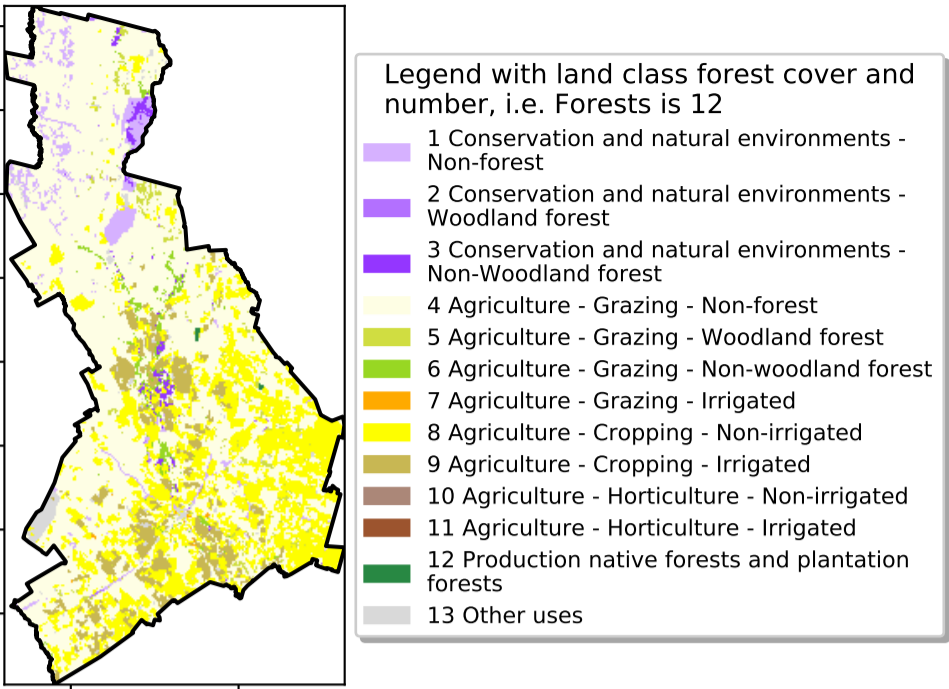 Legend with land class forest cover and
number, i.e. Forests is 12
1 Conservation and natural environments -
Non-forest
2 Conservation and natural environments -
Woodland forest
3 Conservation and natural environments -
Non-Woodland forest
4 Agriculture - Grazing - Non-forest
5 Agriculture - Grazing - Woodland forest
6 Agriculture - Grazing - Non-woodland forest
7 Agriculture - Grazing - Irrigated
8 Agriculture - Cropping - Non-irrigated
9 Agriculture - Cropping - Irrigated
10 Agriculture - Horticulture - Non-irrigated
11 Agriculture - Horticulture - Irrigated
12 Production native forests and plantation
forests
13 Other uses